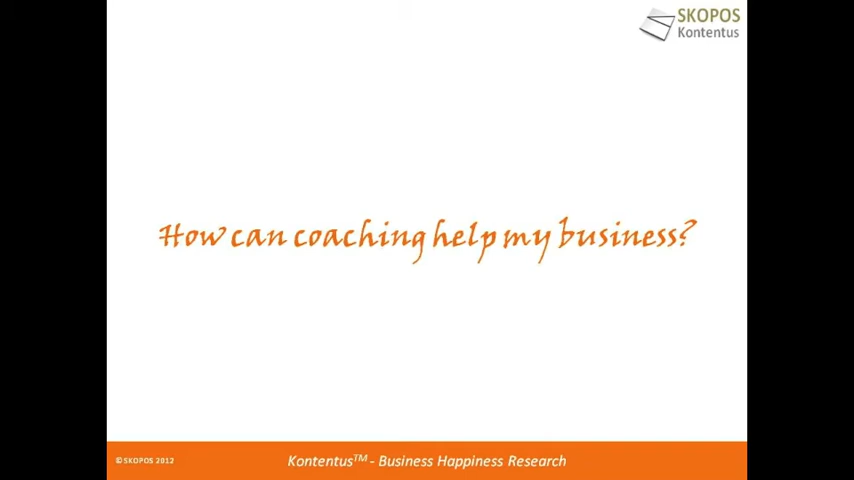 SKOPOS
Kontentus
How can coaching help my business?
© SKOPOS 2012
Kontentus™ - Business Happiness Research